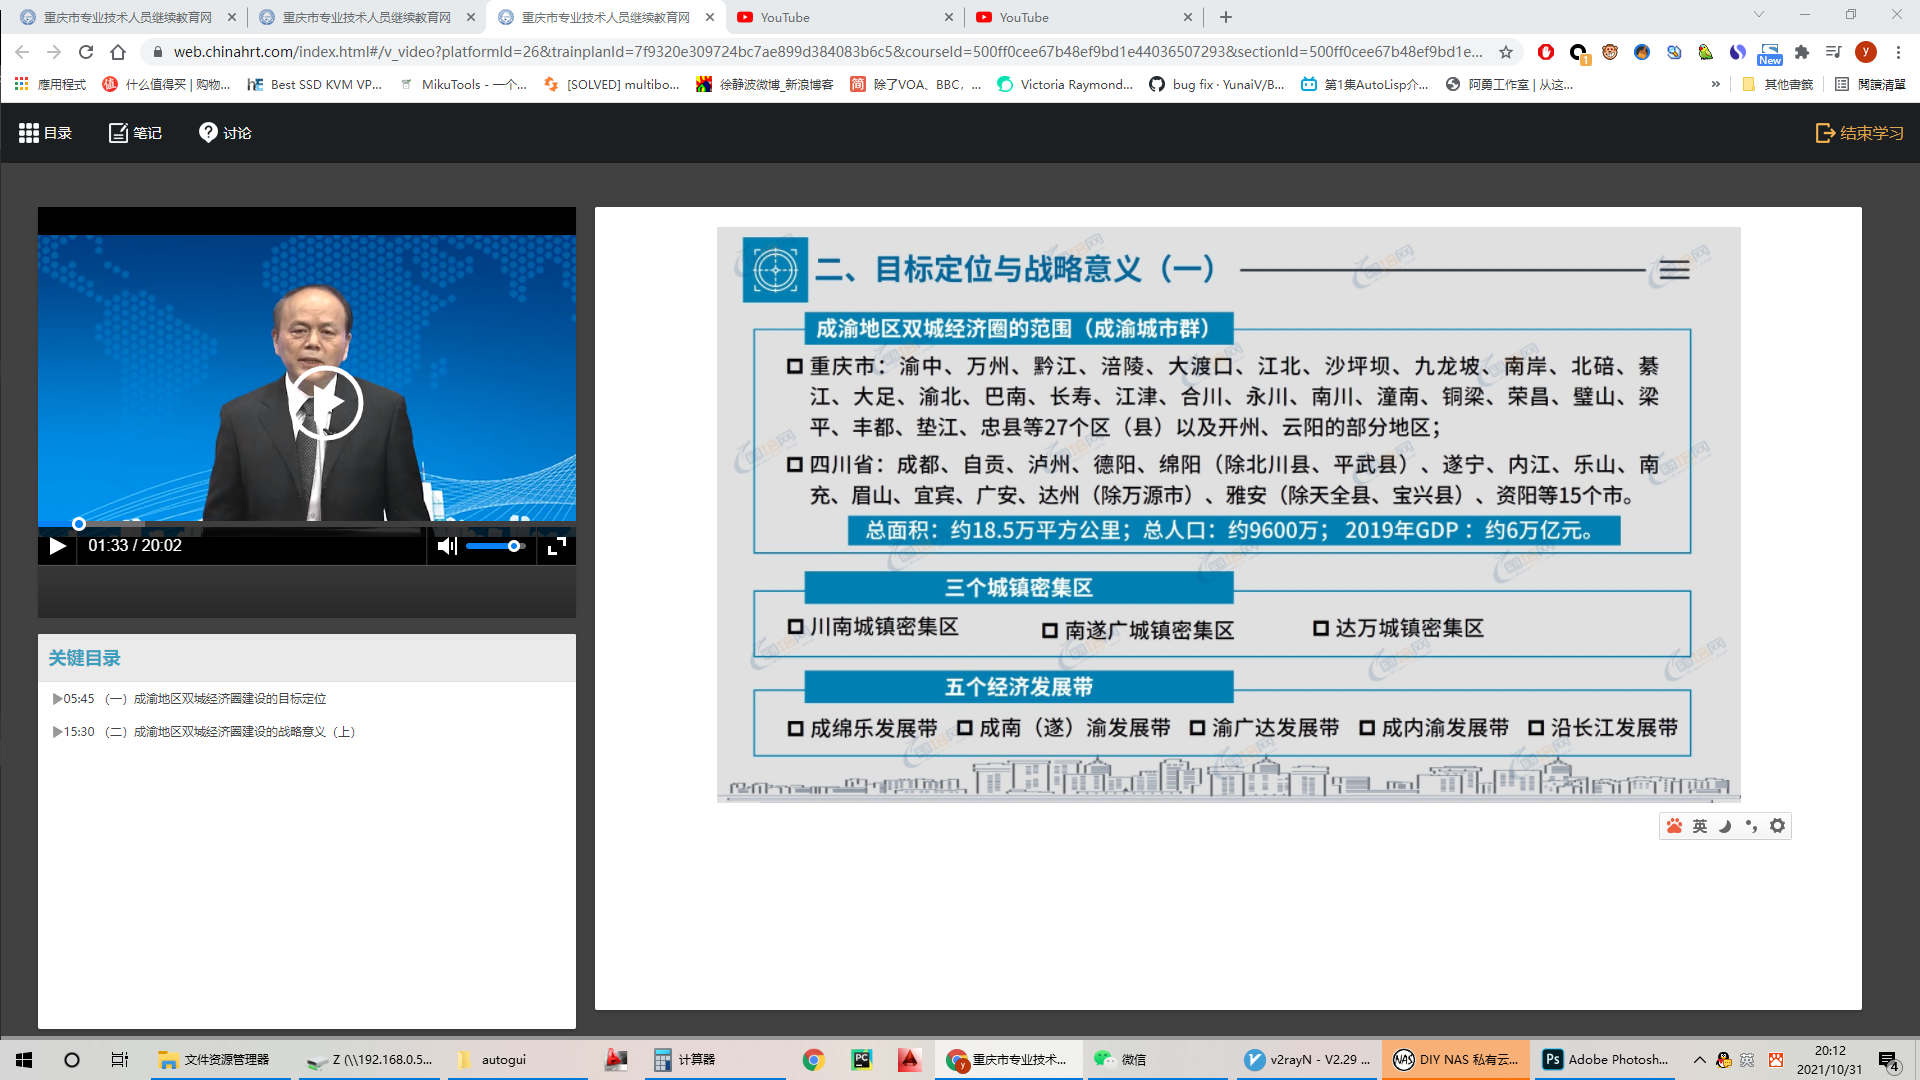 重庆市专业技术人员继续教育网
重庆市专业技术人员继续教育网
重庆市专业技术人员继续教育网
YouTube
YouTube
web.chinahrt.com/index.html#/v_video?platformId=26&trainplanId=7f9320e309724bc7ae899d384083b6c5&courseId=500ff0cee67b48ef9bd1e44036507293&sectionId=500ff0cee67b48ef9bd1e...
1
New
y
應用程式
什么值得买 | 购物...
Best SSD KVM VP...
MikuTools - 一个...
[SOLVED] multibo...
徐静波微博_新浪博客
除了VOA、BBC，...
Victoria Raymond...
bug fix · YunaiV/B...
第1集AutoLisp介...
阿勇工作室 | 从这...
其他書籤
閱讀清單
目录
笔记
讨论
结束学习
01:33 / 20:02
关键目录
05:45 （一）成渝地区双城经济圈建设的目标定位
15:30 （二）成渝地区双城经济圈建设的战略意义（上）
二、目标定位与战略意义（一）
成渝地区双城经济圈的范围（成渝城市群）
重庆市：渝中、万州、黔江、涪陵、大渡口、江北、沙坪坝、九龙坡、南岸、北碚、綦
江、大足、渝北、巴南、长寿、江津、合川、永川、南川、潼南、铜梁、荣昌、璧山、梁
平、丰都、垫江、忠县等27个区（县）以及开州、云阳的部分地区；
四川省：成都、自贡、泸州、德阳、绵阳（除北川县、平武县）、遂宁、内江、乐山、南
充、眉山、宜宾、广安、达州（除万源市）、雅安（除天全县、宝兴县）、资阳等15个市。
总面积：约18.5万平方公里；总人口：约9600万； 2019年GDP ：约6万亿元。
三个城镇密集区
川南城镇密集区
南遂广城镇密集区
达万城镇密集区
五个经济发展带
成绵乐发展带
成南（遂）渝发展带
渝广达发展带
成内渝发展带
沿长江发展带
英
文件资源管理器
Z (\\192.168.0.5...
autogui
计算器
重庆市专业技术...
微信
v2rayN - V2.29 ...
DIY NAS 私有云...
Adobe Photosh...
英
20:12
2021/10/31
4